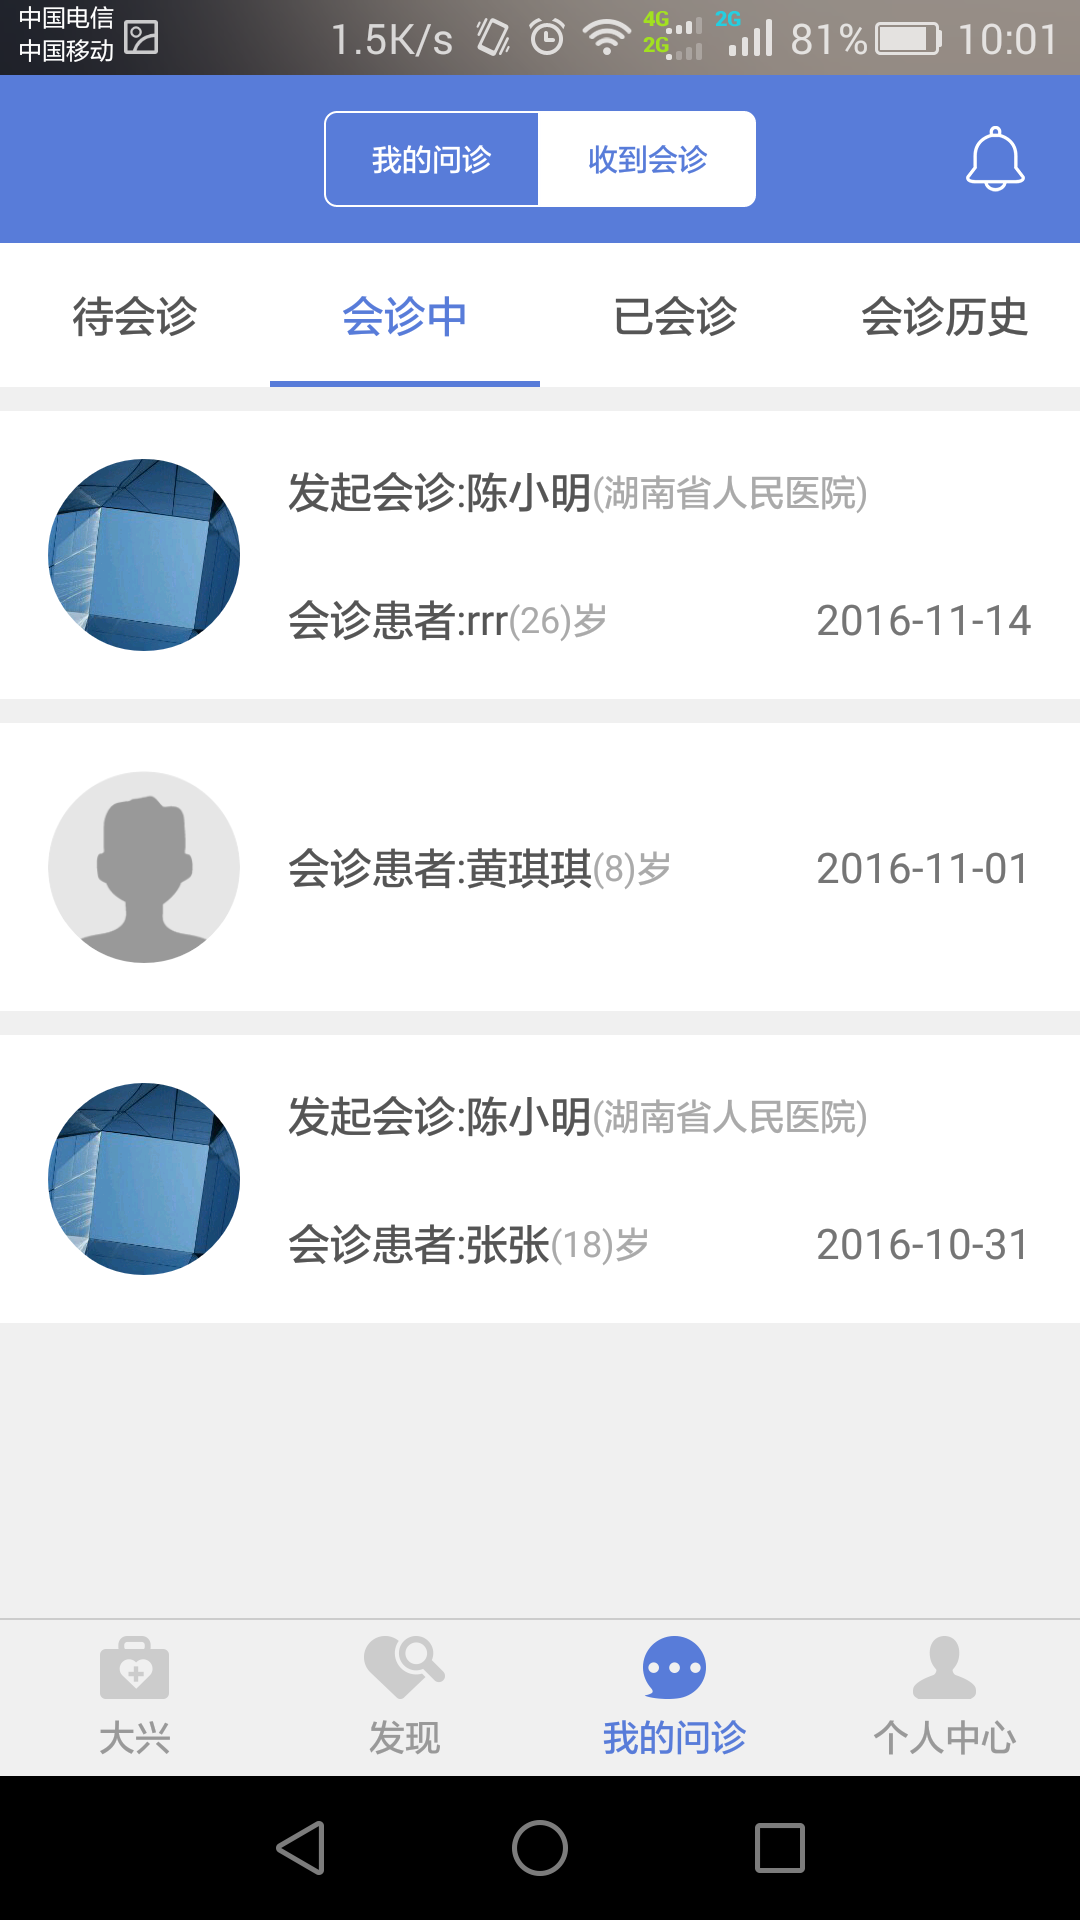 中国电信
中国移动
1.5K/s 4G 2G 2G 81% 10:01
我的问诊 收到会诊
待会诊 会诊中 已会诊 会诊历史
发起会诊:陈小明(湖南省人民医院)
会诊患者:rrr(26)岁 2016-11-14
会诊患者:黄琪琪(8)岁 2016-11-01
发起会诊:陈小明(湖南省人民医院)
会诊患者:张张(18)岁 2016-10-31
大兴 发现 我的问诊 个人中心